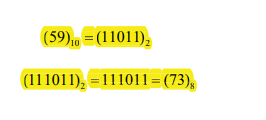 (59)₁₀ = (11011)₂
(111011)₂ = 111011 = (73)₈